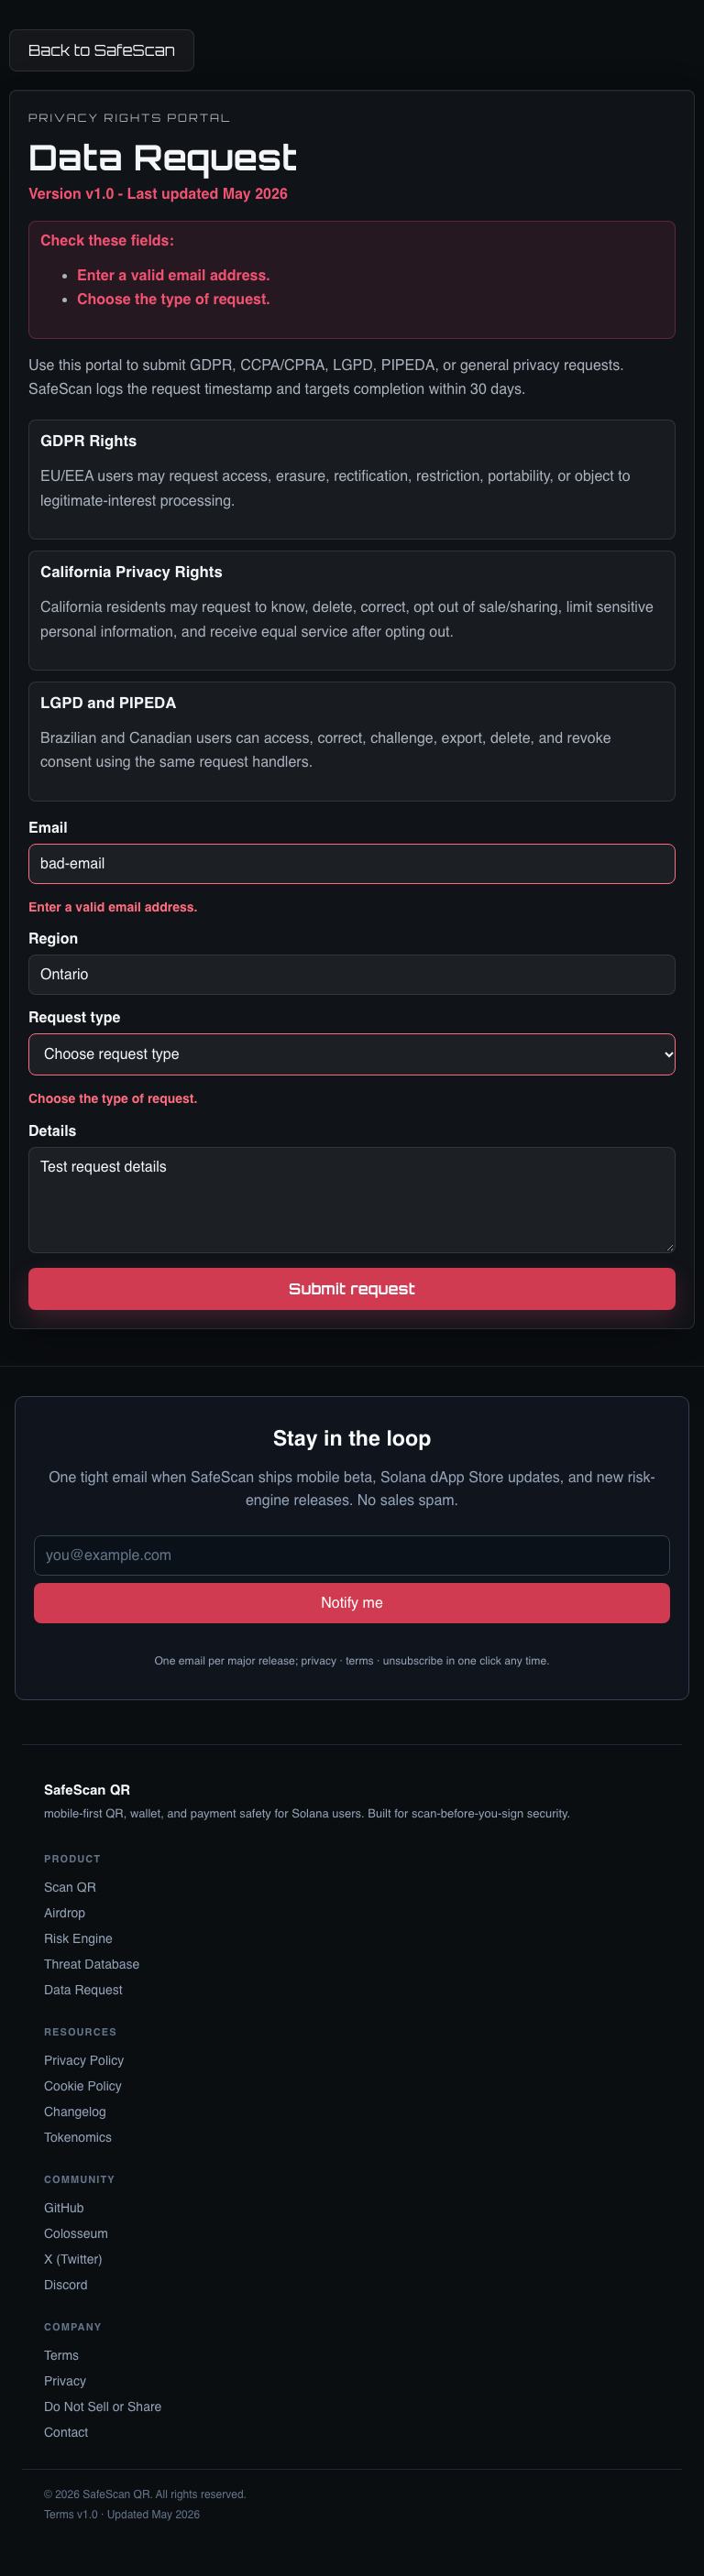 Back to SafeScan
PRIVACY RIGHTS PORTAL
Data Request
Version v1.0 - Last updated May 2026
Check these fields:
• Enter a valid email address.
• Choose the type of request.
Use this portal to submit GDPR, CCPA/CPRA, LGPD, PIPEDA, or general privacy requests.
SafeScan logs the request timestamp and targets completion within 30 days.
GDPR Rights
EU/EEA users may request access, erasure, rectification, restriction, portability, or object to
legitimate-interest processing.
California Privacy Rights
California residents may request to know, delete, correct, opt out of sale/sharing, limit sensitive
personal information, and receive equal service after opting out.
LGPD and PIPEDA
Brazilian and Canadian users can access, correct, challenge, export, delete, and revoke
consent using the same request handlers.
Email
bad-email
Enter a valid email address.
Region
Ontario
Request type
Choose request type
Choose the type of request.
Details
Test request details
Submit request
Stay in the loop
One tight email when SafeScan ships mobile beta, Solana dApp Store updates, and new risk-
engine releases. No sales spam.
you@example.com
Notify me
One email per major release; privacy · terms · unsubscribe in one click any time.
SafeScan QR
mobile-first QR, wallet, and payment safety for Solana users. Built for scan-before-you-sign security.
PRODUCT
Scan QR
Airdrop
Risk Engine
Threat Database
Data Request
RESOURCES
Privacy Policy
Cookie Policy
Changelog
Tokenomics
COMMUNITY
GitHub
Colosseum
X (Twitter)
Discord
COMPANY
Terms
Privacy
Do Not Sell or Share
Contact
© 2026 SafeScan QR. All rights reserved.
Terms v1.0 · Updated May 2026